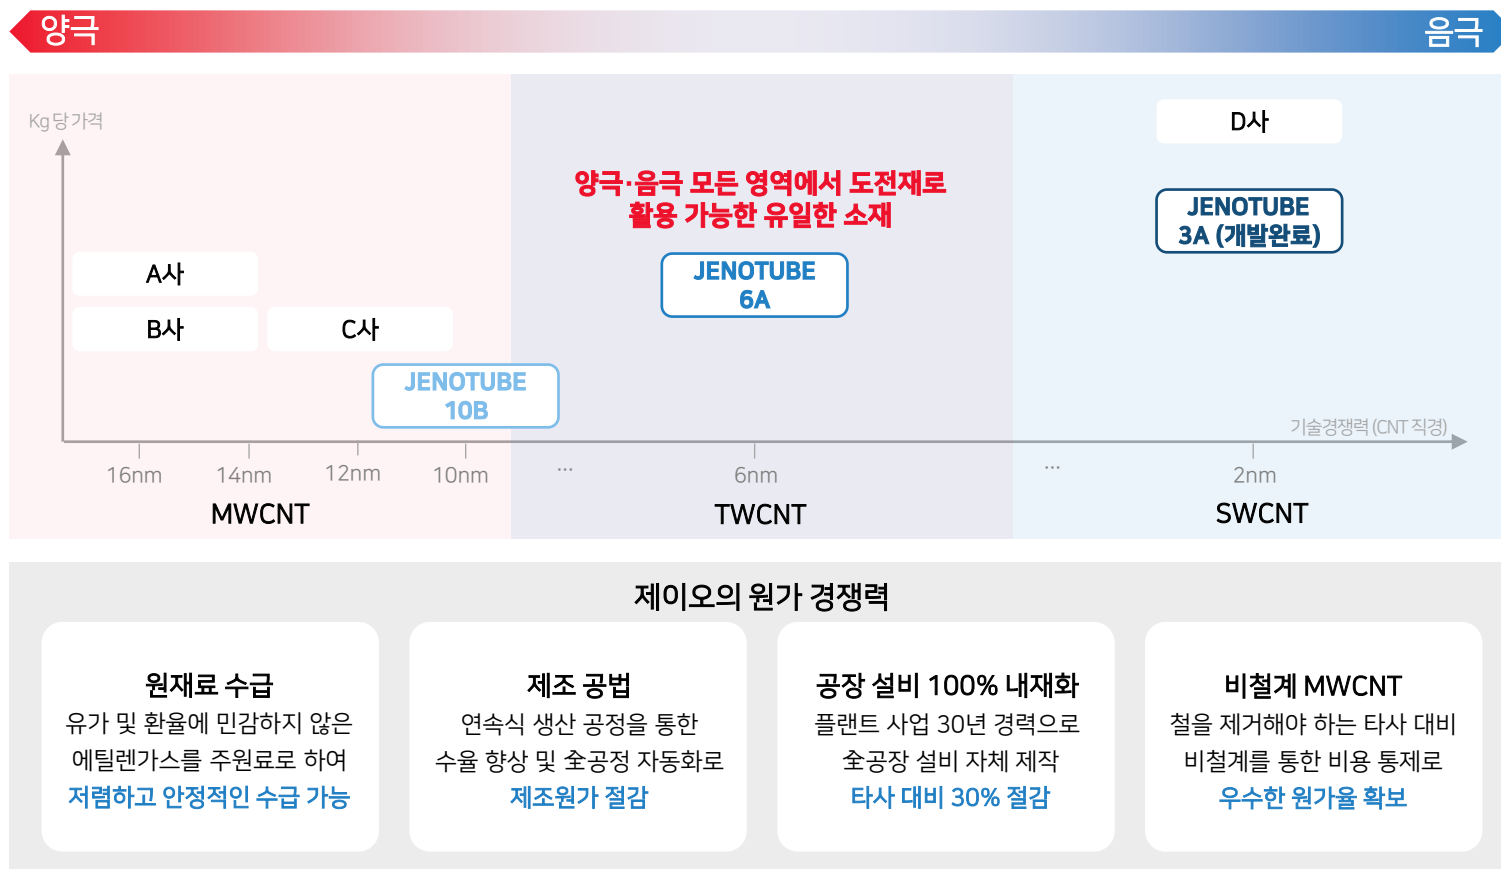 양극
음극
Kg 당 가격
D사
양극·음극 모든 영역에서 도전재로
활용 가능한 유일한 소재
JENOTUBE
3A (개발완료)
A사
JENOTUBE
6A
B사
C사
JENOTUBE
10B
기술경쟁력 (CNT 직경)
16nm
14nm
12nm
10nm
...
6nm
...
2nm
MWCNT
TWCNT
SWCNT
제이오의 원가 경쟁력
원재료 수급
유가 및 환율에 민감하지 않은
에틸렌가스를 주원료로 하여
저렴하고 안정적인 수급 가능
제조 공법
연속식 생산 공정을 통한
수율 향상 및 全공정 자동화로
제조원가 절감
공장 설비 100% 내재화
플랜트 사업 30년 경력으로
全공장 설비 자체 제작
타사 대비 30% 절감
비철계 MWCNT
철을 제거해야 하는 타사 대비
비철계를 통한 비용 통제로
우수한 원가율 확보